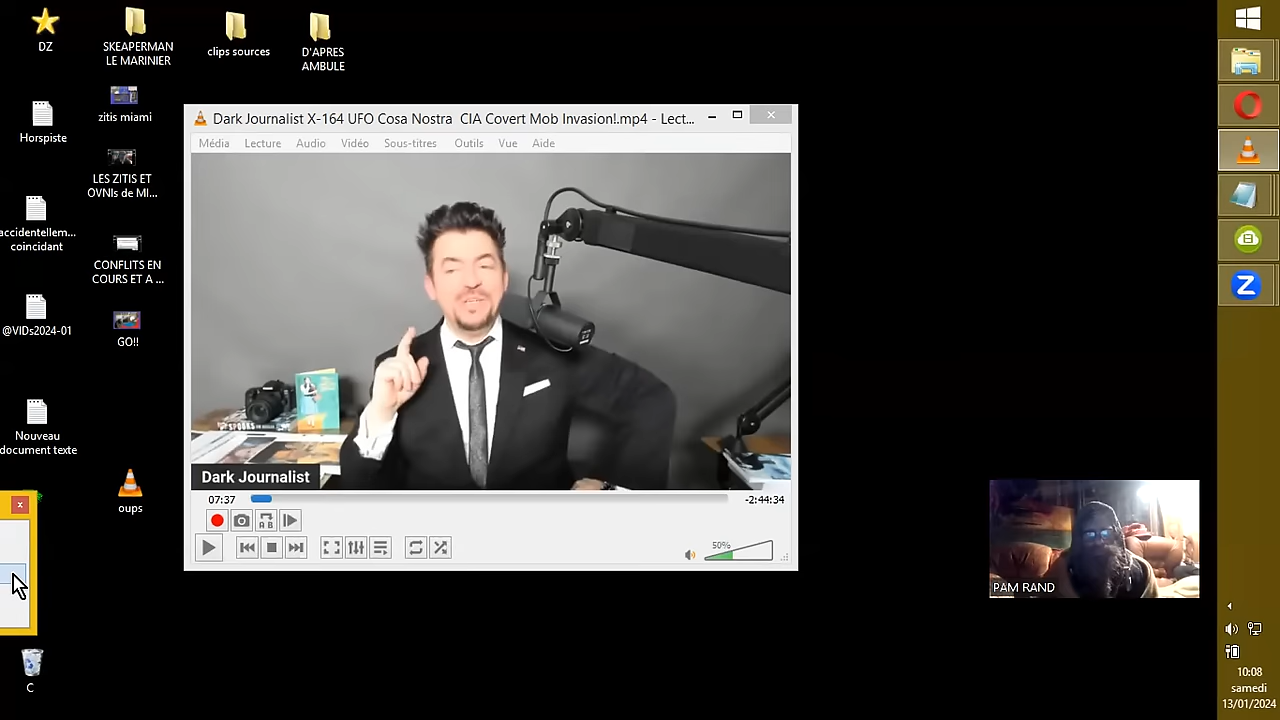 DZ
SKEAPERMAN
LE MARINIER
clips sources
D'APRES
AMBULE
Horspiste
zitis miami
LES ZITIS ET
OVNIs de MI...
accidentellem...
coincidant
CONFLITS EN
COURS ET A ...
@VIDs2024-01
GO!!
Nouveau
document texte
oups
C
Dark Journalist X-164 UFO Cosa Nostra CIA Covert Mob Invasion!.mp4 - Lect...
Média Lecture Audio Vidéo Sous-titres Outils Vue Aide
SPOOKS
Dark Journalist
07:37
-2:44:34
50%
PAM RAND
10:08
samedi
13/01/2024